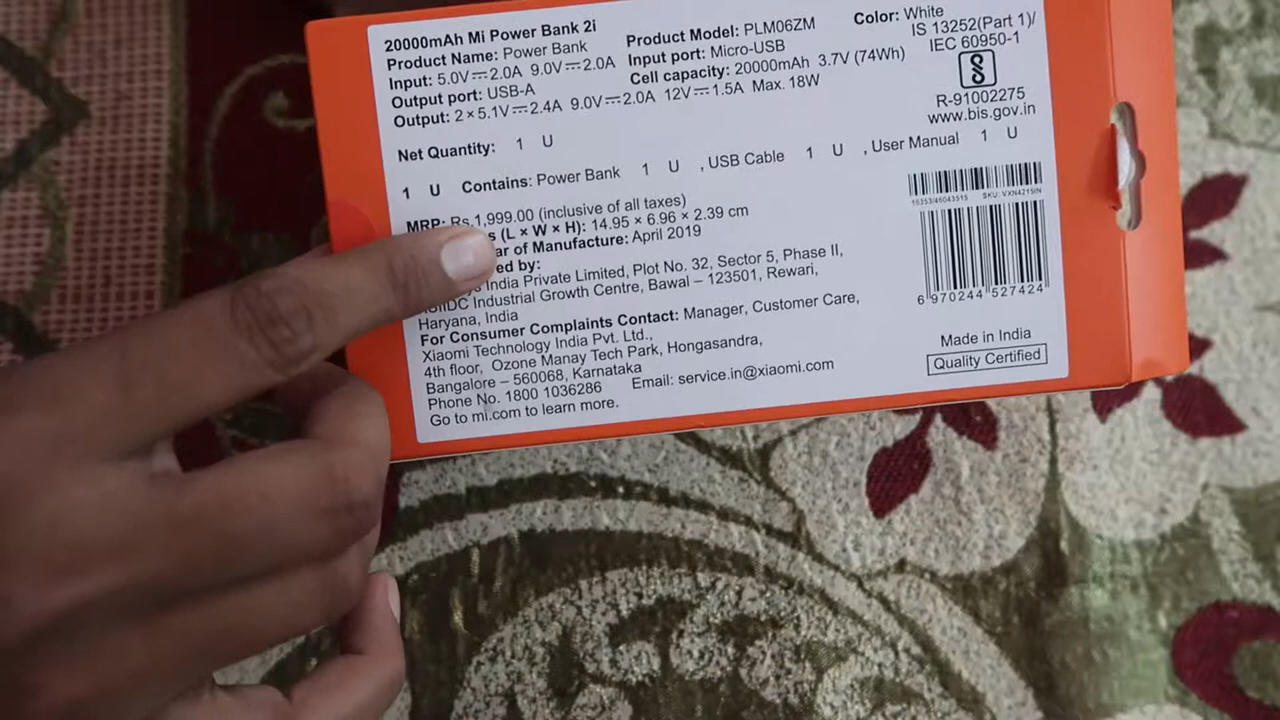 20000mAh Mi Power Bank 2i
Product Name: Power Bank
Product Model: PLM06ZM
Color: White
Input: 5.0V⎓2.0A 9.0V⎓2.0A
Input port: Micro-USB
IS 13252(Part 1)/
IEC 60950-1
Output port: USB-A
Cell capacity: 20000mAh 3.7V (74Wh)
Output: 2×5.1V⎓2.4A 9.0V⎓2.0A 12V⎓1.5A Max. 18W
R-91002275
www.bis.gov.in
Net Quantity: 1 U
1 U Contains: Power Bank 1 U , USB Cable 1 U , User Manual 1 U
MRP: Rs.1,999.00 (inclusive of all taxes)
(L × W × H): 14.95 × 6.96 × 2.39 cm
of Manufacture: April 2019
by:
India Private Limited, Plot No. 32, Sector 5, Phase II,
Industrial Growth Centre, Bawal – 123501, Rewari,
Haryana, India
For Consumer Complaints Contact: Manager, Customer Care,
Xiaomi Technology India Pvt. Ltd.,
4th floor, Ozone Manay Tech Park, Hongasandra,
Bangalore – 560068, Karnataka
Phone No. 1800 1036286 Email: service.in@xiaomi.com
Go to mi.com to learn more.
SKU: VXN4215IN
6 970244 527424
Made in India
Quality Certified